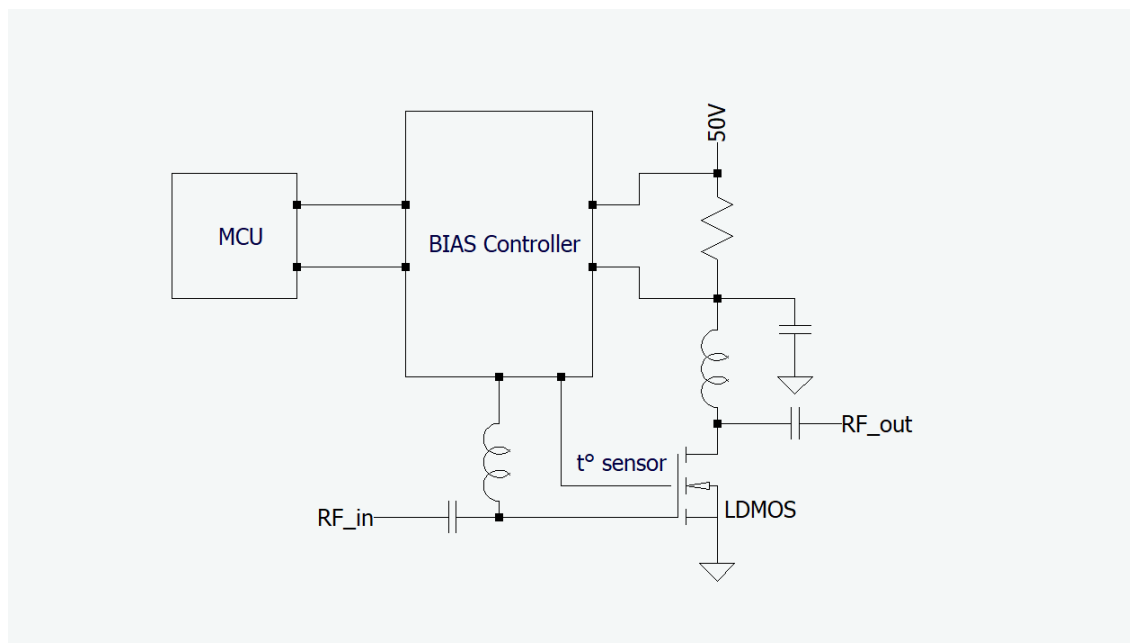 50V
MCU
BIAS Controller
RF_out
t° sensor
LDMOS
RF_in